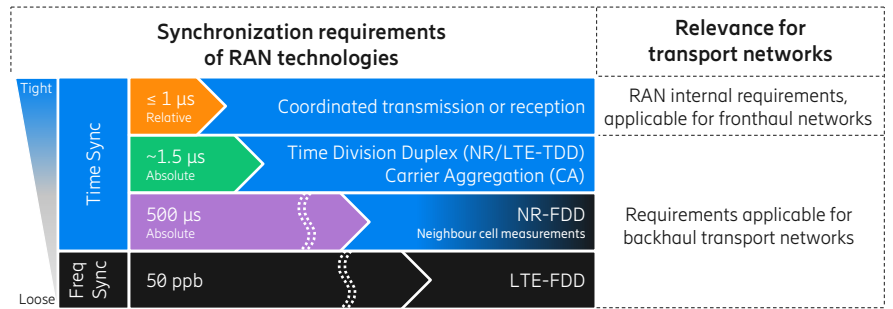 Synchronization requirements
of RAN technologies
Relevance for
transport networks
Tight
Loose
Time Sync
≤ 1 µs
Relative
Coordinated transmission or reception
RAN internal requirements,
applicable for fronthaul networks
~1.5 µs
Absolute
Time Division Duplex (NR/LTE-TDD)
Carrier Aggregation (CA)
500 µs
Absolute
NR-FDD
Neighbour cell measurements
Requirements applicable for
backhaul transport networks
Freq
Sync
50 ppb
LTE-FDD